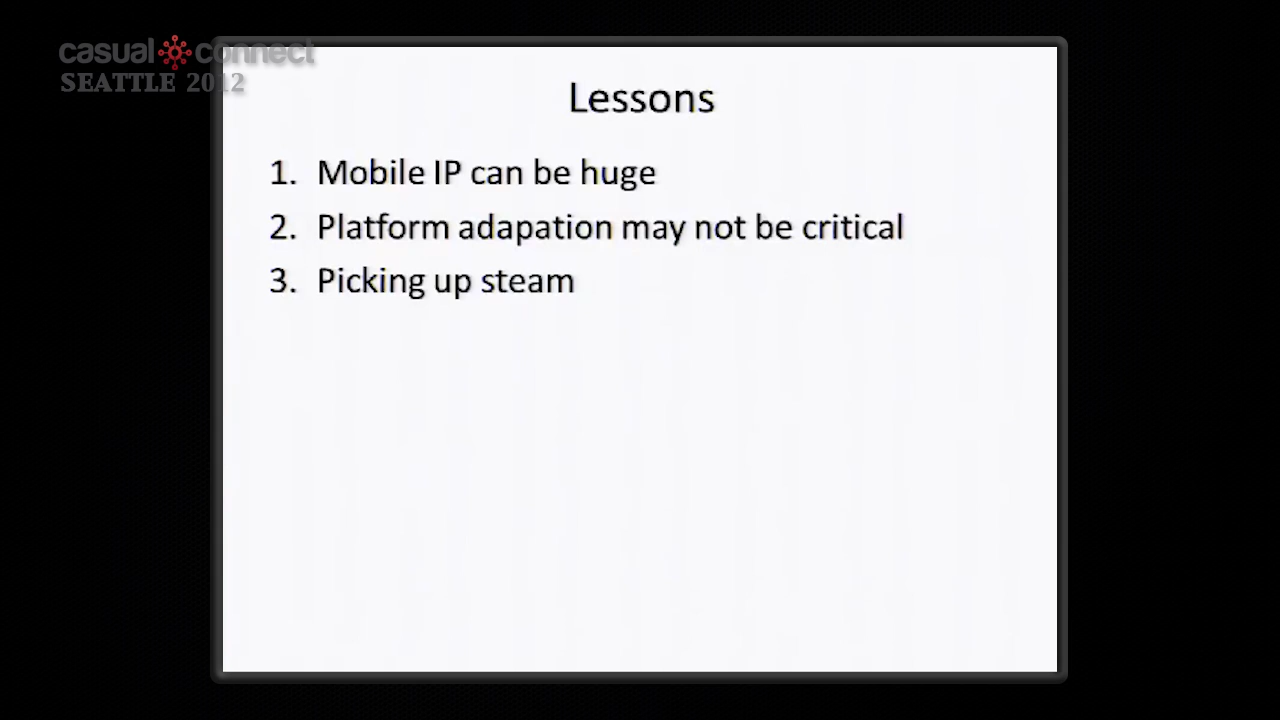 casual connect
SEATTLE 2012
Lessons
1. Mobile IP can be huge
2. Platform adapation may not be critical
3. Picking up steam